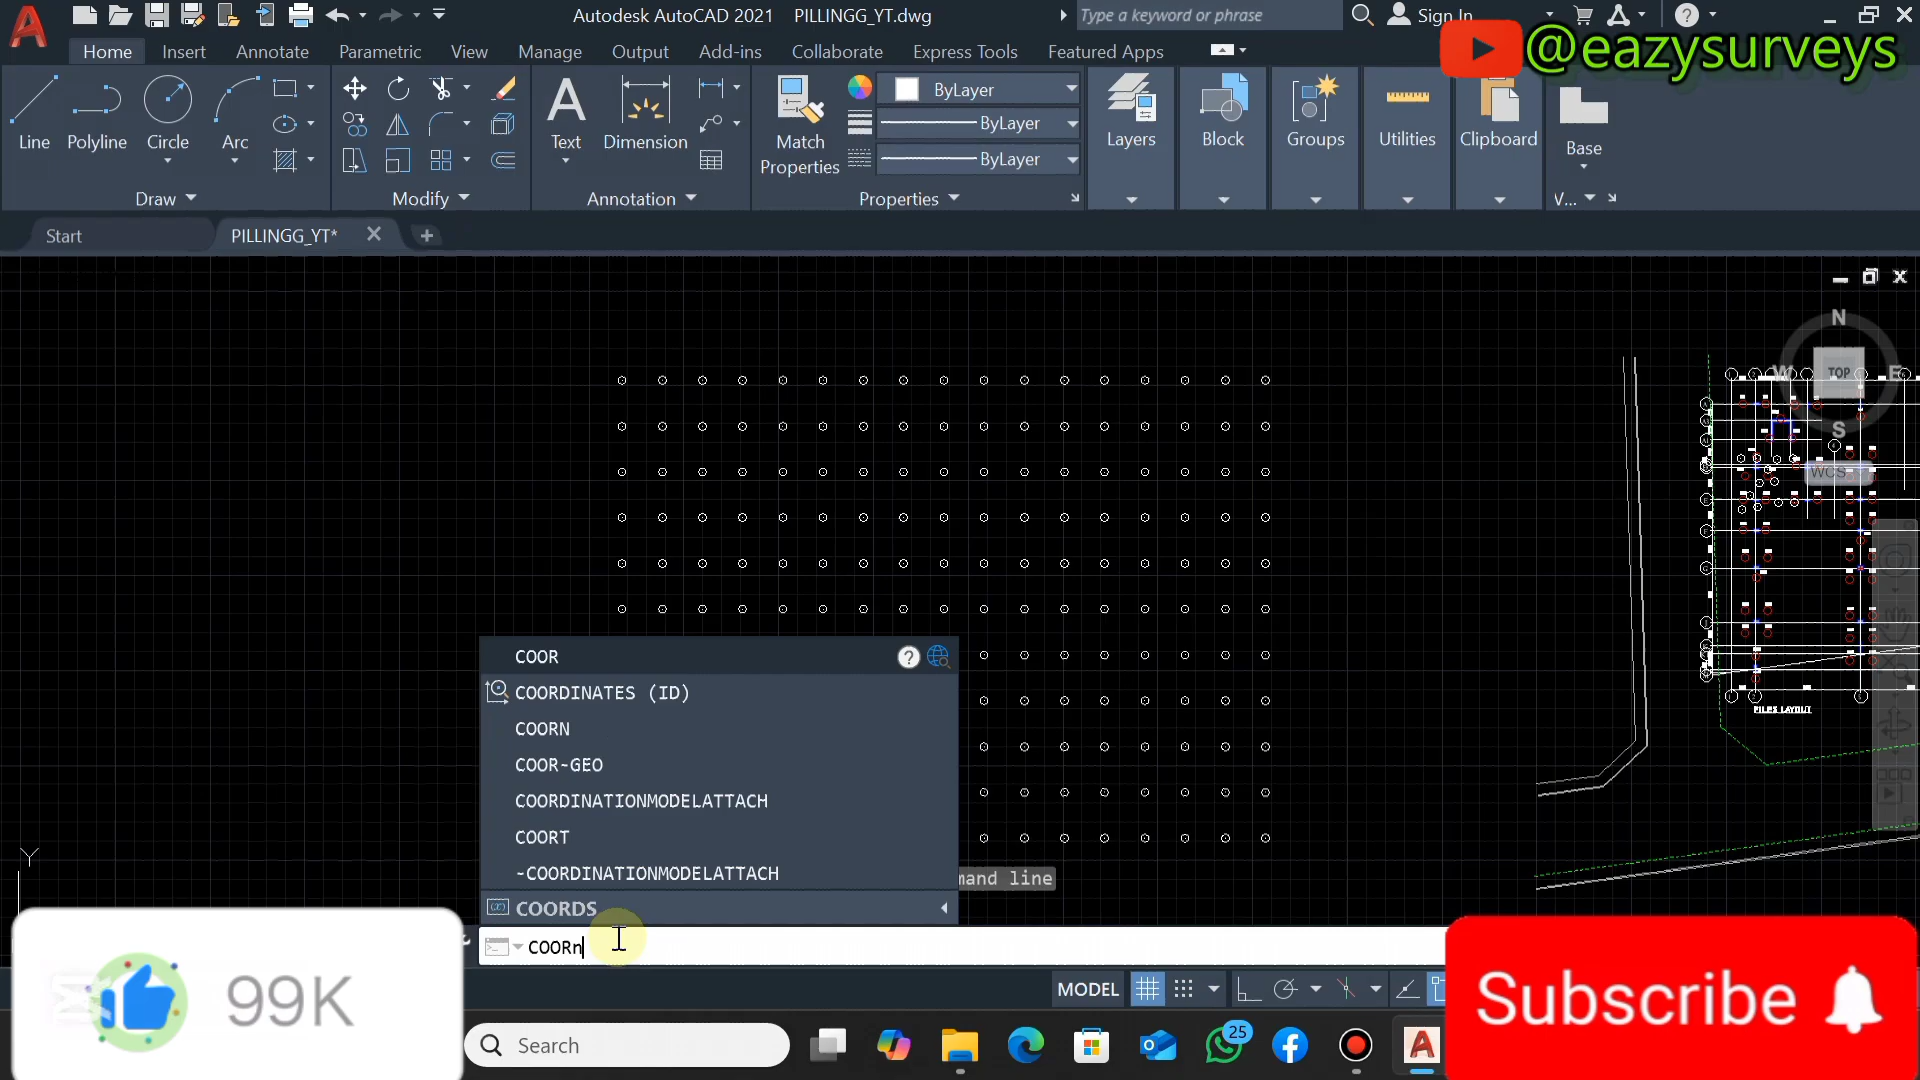 Autodesk AutoCAD 2021 PILLINGG_YT.dwg
Type a keyword or phrase
Sign In
@eazysurveys
Home Insert Annotate Parametric View Manage Output Add-ins Collaborate Express Tools Featured Apps
Line Polyline Circle Arc
Text Dimension
Match Properties
ByLayer
ByLayer
ByLayer
Layers Block Groups Utilities Clipboard Base
Draw Modify Annotation Properties V...
Start PILLINGG_YT*
N
W TOP E
S
WCS
PILES LAYOUT
COOR
COORDINATES (ID)
COORN
COOR-GEO
COORDINATIONMODELATTACH
COORT
-COORDINATIONMODELATTACH
COORDS
mand line
Y
COORn
MODEL
99K
Subscribe
Search
25